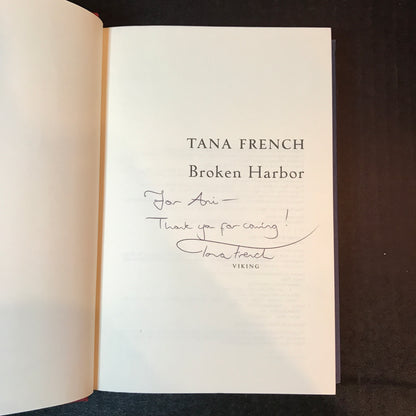 TANA FRENCH
Broken Harbor
For Ani –
Thank you for coming!
Tana French
VIKING